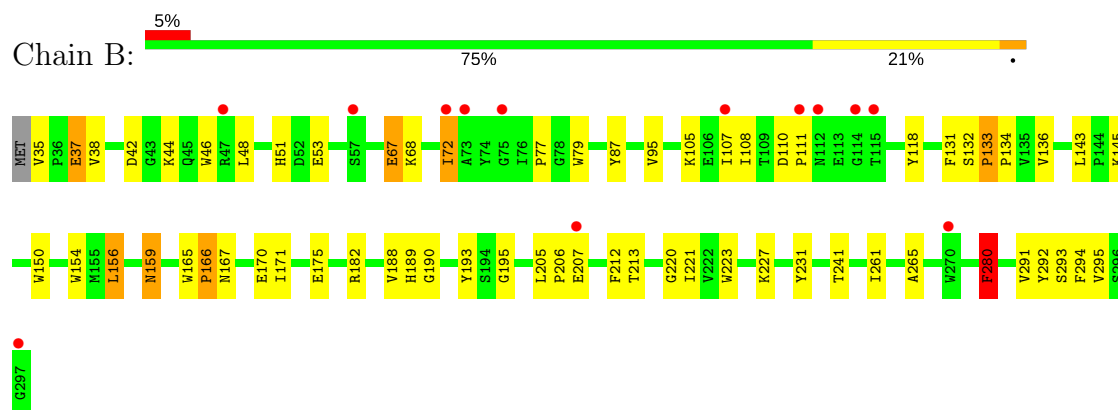 5%
Chain B:
75% 21% •
MET V35 P36 E37 V38 D42 G43 K44 Q45 W46 R47 L48 H51 D52 E53 S57 E67 K68 I72 A73 Y74 G75 I76 P77 G78 W79 Y87 V95 K105 E106 I107 I108 T109 D110 P111 N112 E113 G114 T115 Y118 F131 S132 P133 P134 V135 V136 L143 P144 K145
W150 W154 M155 L156 N159 W165 P166 N167 E170 I171 E175 R182 V188 H189 G190 Y193 S194 G195 L205 P206 E207 F212 T213 G220 I221 V222 W223 K227 Y231 T241 I261 A265 W270 F280 V291 Y292 S293 F294 V295 S296
G297